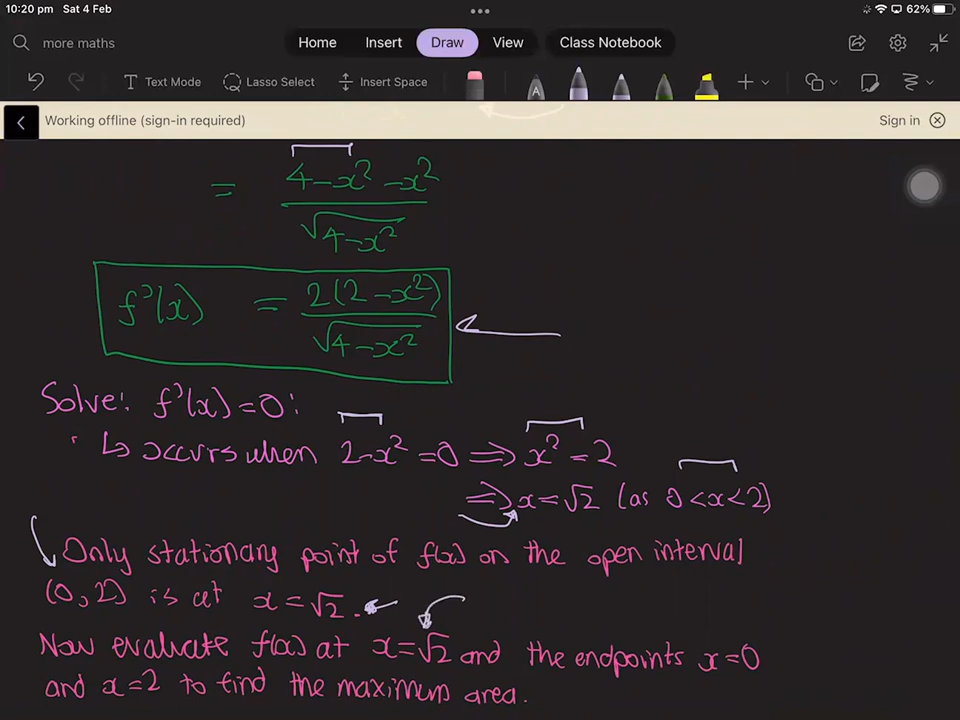 10:20 pm Sat 4 Feb
62%
more maths
Home Insert Draw View Class Notebook
Text Mode Lasso Select Insert Space
A
Working offline (sign-in required) Sign in
= (4-x²-x²)/√(4-x²)
f'(x) = 2(2-x²)/√(4-x²)
Solve: f'(x)=0:
↳ occurs when 2-x²=0 ⇒ x²=2
⇒ x=√2 (as 0<x<2)
Only stationary point of f(x) on the open interval
(0,2) is at x=√2.
Now evaluate f(x) at x=√2 and the endpoints x=0
and x=2 to find the maximum area.